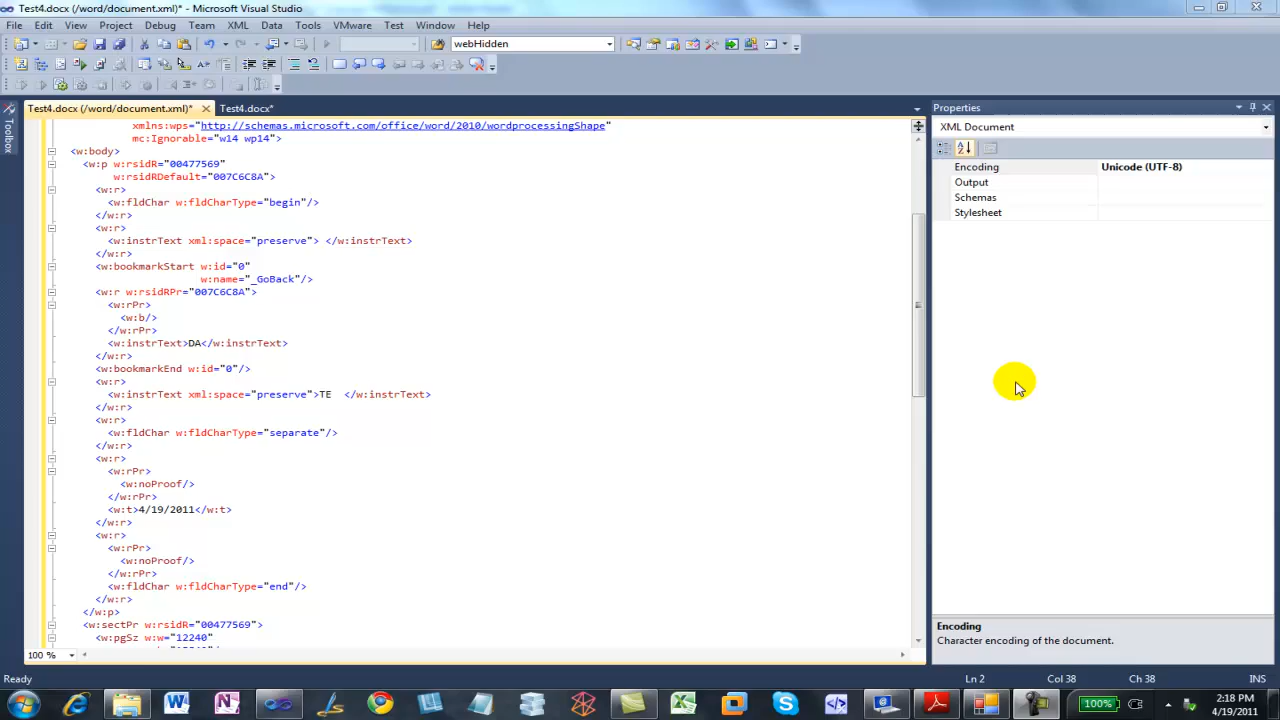 Test4.docx (/word/document.xml)* - Microsoft Visual Studio
File Edit View Project Debug Team XML Data Tools VMware Test Window Help
webHidden
Test4.docx (/word/document.xml)* Test4.docx*
Toolbox
xmlns:wps="http://schemas.microsoft.com/office/word/2010/wordprocessingShape"
mc:Ignorable="w14 wp14">
<w:body>
<w:p w:rsidR="00477569"
w:rsidRDefault="007C6C8A">
<w:r>
<w:fldChar w:fldCharType="begin"/>
</w:r>
<w:r>
<w:instrText xml:space="preserve"> </w:instrText>
</w:r>
<w:bookmarkStart w:id="0"
w:name="_GoBack"/>
<w:r w:rsidRPr="007C6C8A">
<w:rPr>
<w:b/>
</w:rPr>
<w:instrText>DA</w:instrText>
</w:r>
<w:bookmarkEnd w:id="0"/>
<w:r>
<w:instrText xml:space="preserve">TE  </w:instrText>
</w:r>
<w:r>
<w:fldChar w:fldCharType="separate"/>
</w:r>
<w:r>
<w:rPr>
<w:noProof/>
</w:rPr>
<w:t>4/19/2011</w:t>
</w:r>
<w:r>
<w:rPr>
<w:noProof/>
</w:rPr>
<w:fldChar w:fldCharType="end"/>
</w:r>
</w:p>
<w:sectPr w:rsidR="00477569">
<w:pgSz w:w="12240"
100 %
Properties
XML Document
Encoding Unicode (UTF-8)
Output
Schemas
Stylesheet
Encoding
Character encoding of the document.
Ready Ln 2 Col 38 Ch 38 INS
100%
2:18 PM
4/19/2011